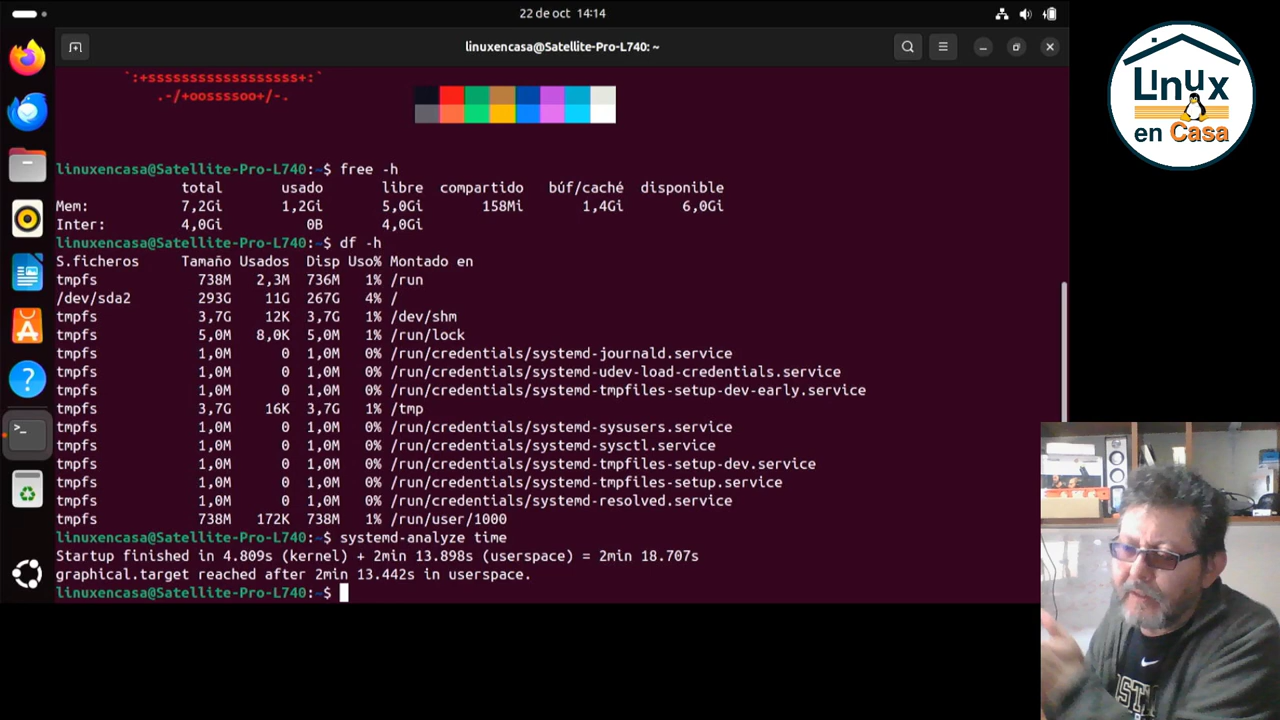 22 de oct 14:14
linuxencasa@Satellite-Pro-L740: ~
`:+ssssssssssssssssss+:`
.-/+oossssoo+/-.
linuxencasa@Satellite-Pro-L740:~$ free -h
total usado libre compartido búf/caché disponible
Mem: 7,2Gi 1,2Gi 5,0Gi 158Mi 1,4Gi 6,0Gi
Inter: 4,0Gi 0B 4,0Gi
linuxencasa@Satellite-Pro-L740:~$ df -h
S.ficheros Tamaño Usados Disp Uso% Montado en
tmpfs 738M 2,3M 736M 1% /run
/dev/sda2 293G 11G 267G 4% /
tmpfs 3,7G 12K 3,7G 1% /dev/shm
tmpfs 5,0M 8,0K 5,0M 1% /run/lock
tmpfs 1,0M 0 1,0M 0% /run/credentials/systemd-journald.service
tmpfs 1,0M 0 1,0M 0% /run/credentials/systemd-udev-load-credentials.service
tmpfs 1,0M 0 1,0M 0% /run/credentials/systemd-tmpfiles-setup-dev-early.service
tmpfs 3,7G 16K 3,7G 1% /tmp
tmpfs 1,0M 0 1,0M 0% /run/credentials/systemd-sysusers.service
tmpfs 1,0M 0 1,0M 0% /run/credentials/systemd-sysctl.service
tmpfs 1,0M 0 1,0M 0% /run/credentials/systemd-tmpfiles-setup-dev.service
tmpfs 1,0M 0 1,0M 0% /run/credentials/systemd-tmpfiles-setup.service
tmpfs 1,0M 0 1,0M 0% /run/credentials/systemd-resolved.service
tmpfs 738M 172K 738M 1% /run/user/1000
linuxencasa@Satellite-Pro-L740:~$ systemd-analyze time
Startup finished in 4.809s (kernel) + 2min 13.898s (userspace) = 2min 18.707s
graphical.target reached after 2min 13.442s in userspace.
linuxencasa@Satellite-Pro-L740:~$
Linux
en Casa